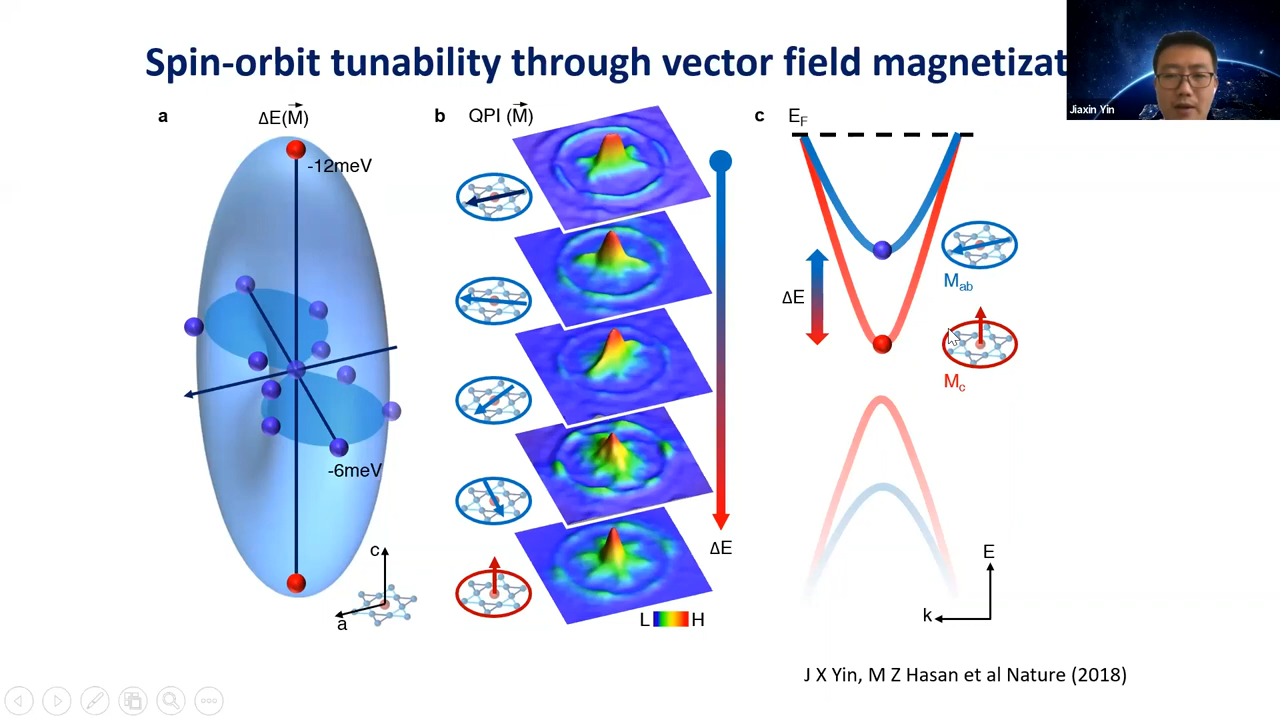 Spin-orbit tunability through vector field magnetizat
Jiaxin Yin
a
ΔE(M⃗)
-12meV
-6meV
c
a
b
QPI (M⃗)
ΔE
L
H
c
E_F
ΔE
M_ab
M_c
E
k
J X Yin, M Z Hasan et al Nature (2018)